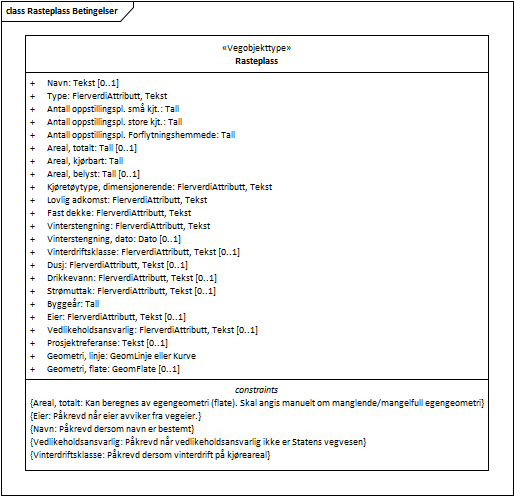 class Rasteplass Betingelser
«Vegobjekttype»
Rasteplass
+ Navn: Tekst [0..1]
+ Type: FlerverdiAttributt, Tekst
+ Antall oppstillingspl. små kjt.: Tall
+ Antall oppstillingspl. store kjt.: Tall
+ Antall oppstillingspl. Forflytningshemmede: Tall
+ Areal, totalt: Tall [0..1]
+ Areal, kjørbart: Tall
+ Areal, belyst: Tall [0..1]
+ Kjøretøytype, dimensjonerende: FlerverdiAttributt, Tekst
+ Lovlig adkomst: FlerverdiAttributt, Tekst
+ Fast dekke: FlerverdiAttributt, Tekst
+ Vinterstengning: FlerverdiAttributt, Tekst
+ Vinterstengning, dato: Dato [0..1]
+ Vinterdriftsklasse: FlerverdiAttributt, Tekst [0..1]
+ Dusj: FlerverdiAttributt, Tekst [0..1]
+ Drikkevann: FlerverdiAttributt, Tekst [0..1]
+ Strømuttak: FlerverdiAttributt, Tekst [0..1]
+ Byggeår: Tall
+ Eier: FlerverdiAttributt, Tekst [0..1]
+ Vedlikeholdsansvarlig: FlerverdiAttributt, Tekst [0..1]
+ Prosjektreferanse: Tekst [0..1]
+ Geometri, linje: GeomLinje eller Kurve
+ Geometri, flate: GeomFlate [0..1]
constraints
{Areal, totalt: Kan beregnes av egengeometri (flate). Skal angis manuelt om manglende/mangelfull egengeometri}
{Eier: Påkrevd når eier avviker fra vegeier.}
{Navn: Påkrevd dersom navn er bestemt}
{Vedlikeholdsansvarlig: Påkrevd når vedlikeholdsansvarlig ikke er Statens vegvesen}
{Vinterdriftsklasse: Påkrevd dersom vinterdrift på kjøreareal}